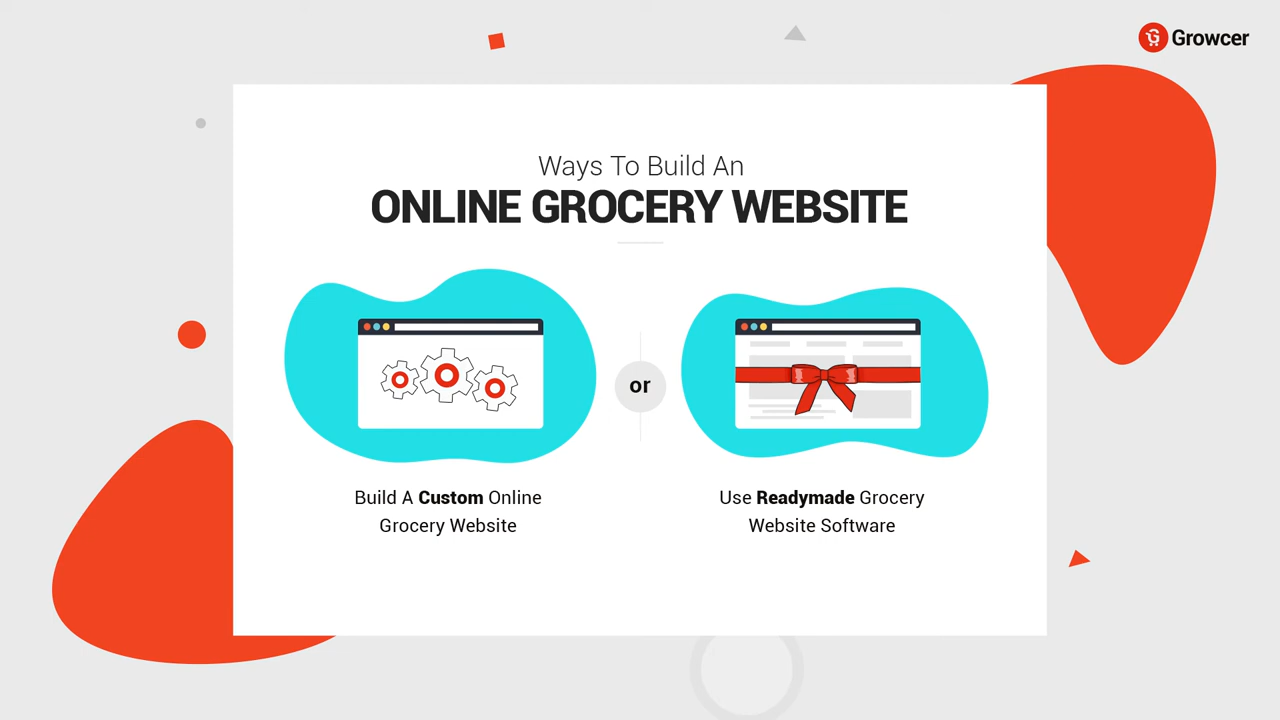 Growcer
Ways To Build An
ONLINE GROCERY WEBSITE
or
Build A Custom Online
Grocery Website
Use Readymade Grocery
Website Software